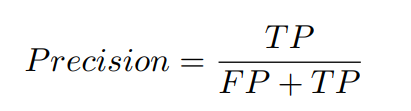 Precision = TP / FP + TP